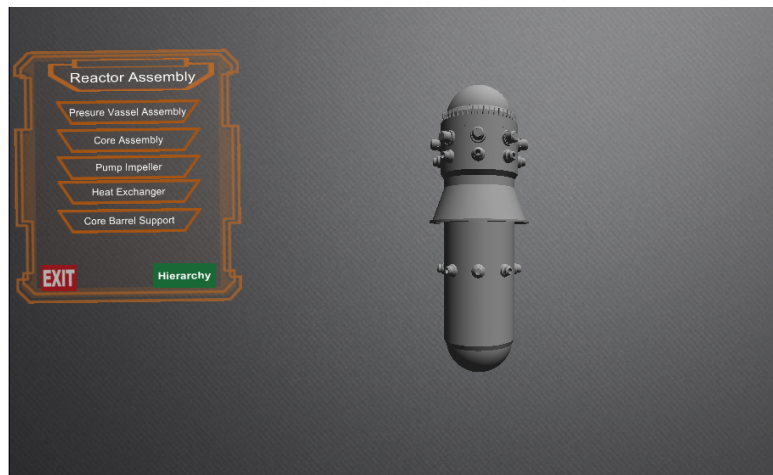 Reactor Assembly
Presure Vassel Assembly
Core Assembly
Pump Impeller
Heat Exchanger
Core Barrel Support
EXIT
Hierarchy